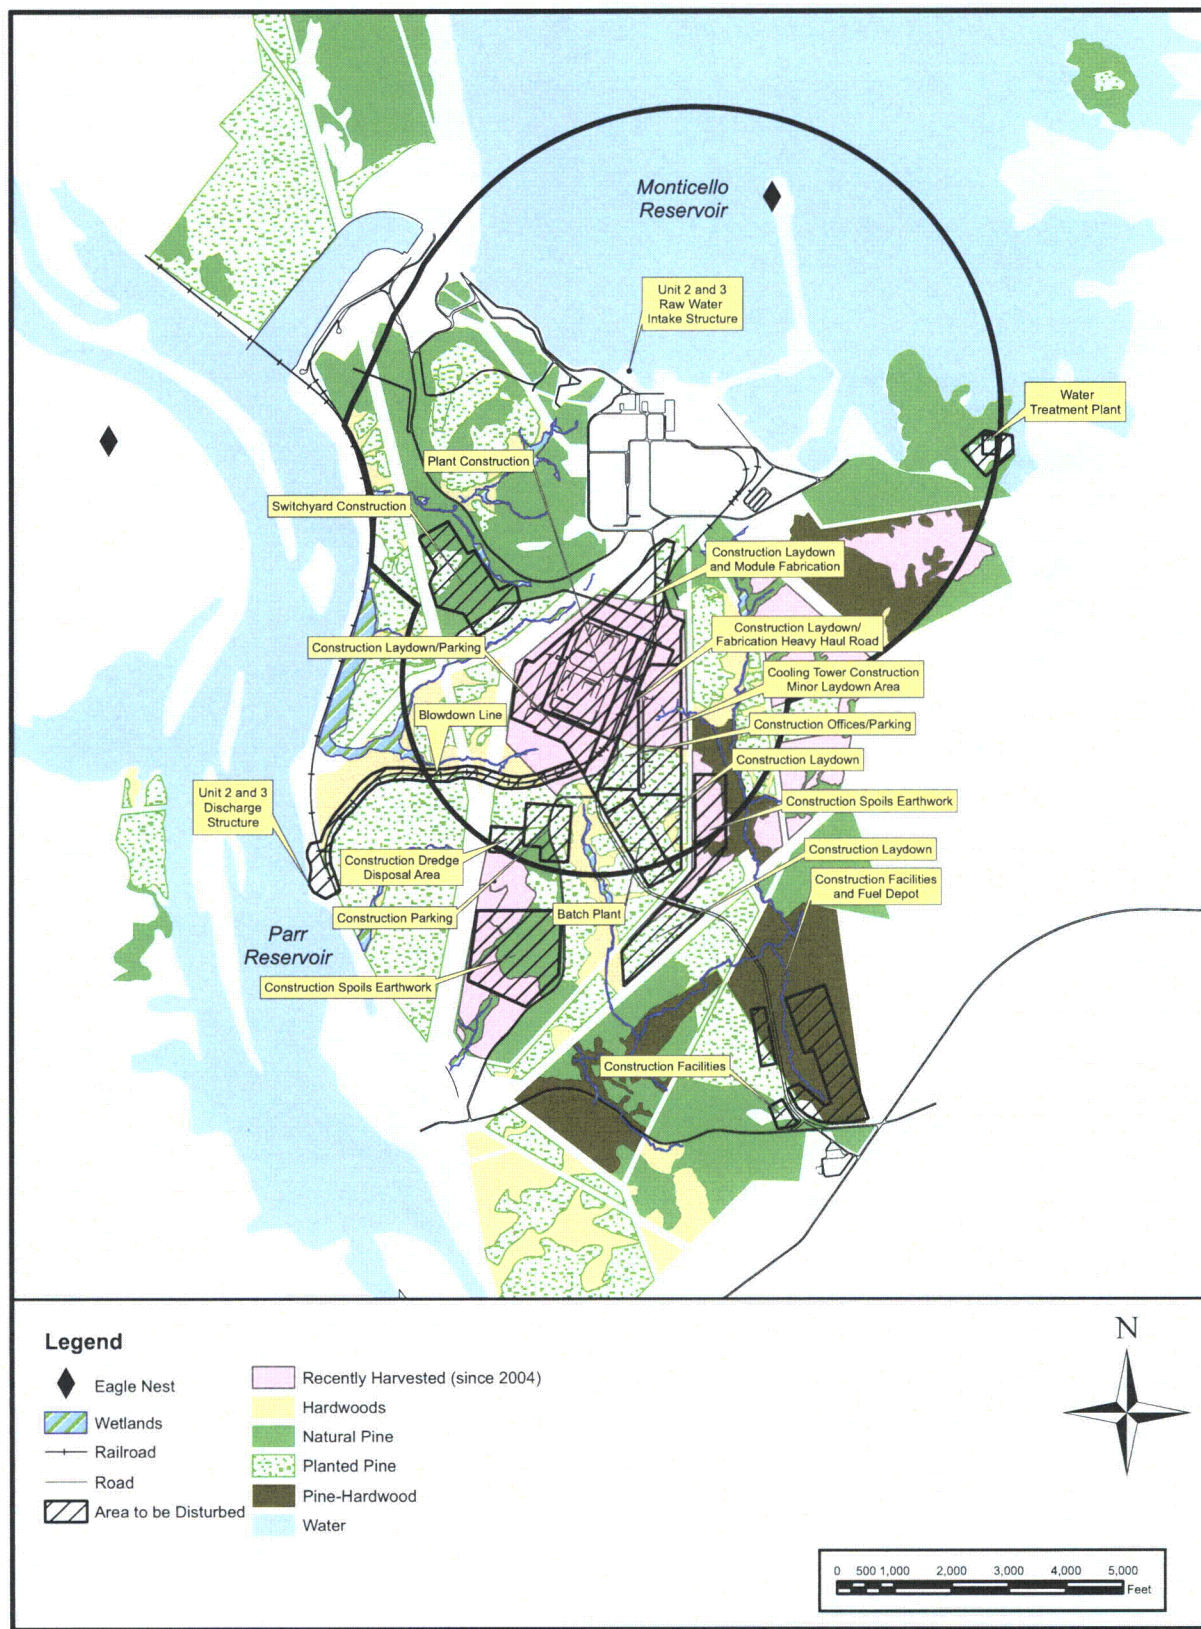 Monticello
Reservoir
Unit 2 and 3
Raw Water
Intake Structure
Water
Treatment Plant
Plant Construction
Switchyard Construction
Construction Laydown
and Module Fabrication
Construction Laydown/
Fabrication Heavy Haul Road
Construction Laydown/Parking
Cooling Tower Construction
Minor Laydown Area
Blowdown Line
Construction Offices/Parking
Construction Laydown
Unit 2 and 3
Discharge
Structure
Construction Spoils Earthwork
Construction Laydown
Construction Dredge
Disposal Area
Construction Facilities
and Fuel Depot
Construction Parking
Batch Plant
Parr
Reservoir
Construction Spoils Earthwork
Construction Facilities
Legend
Eagle Nest
Wetlands
Railroad
Road
Area to be Disturbed
Recently Harvested (since 2004)
Hardwoods
Natural Pine
Planted Pine
Pine-Hardwood
Water
N
0 500 1,000 2,000 3,000 4,000 5,000
Feet